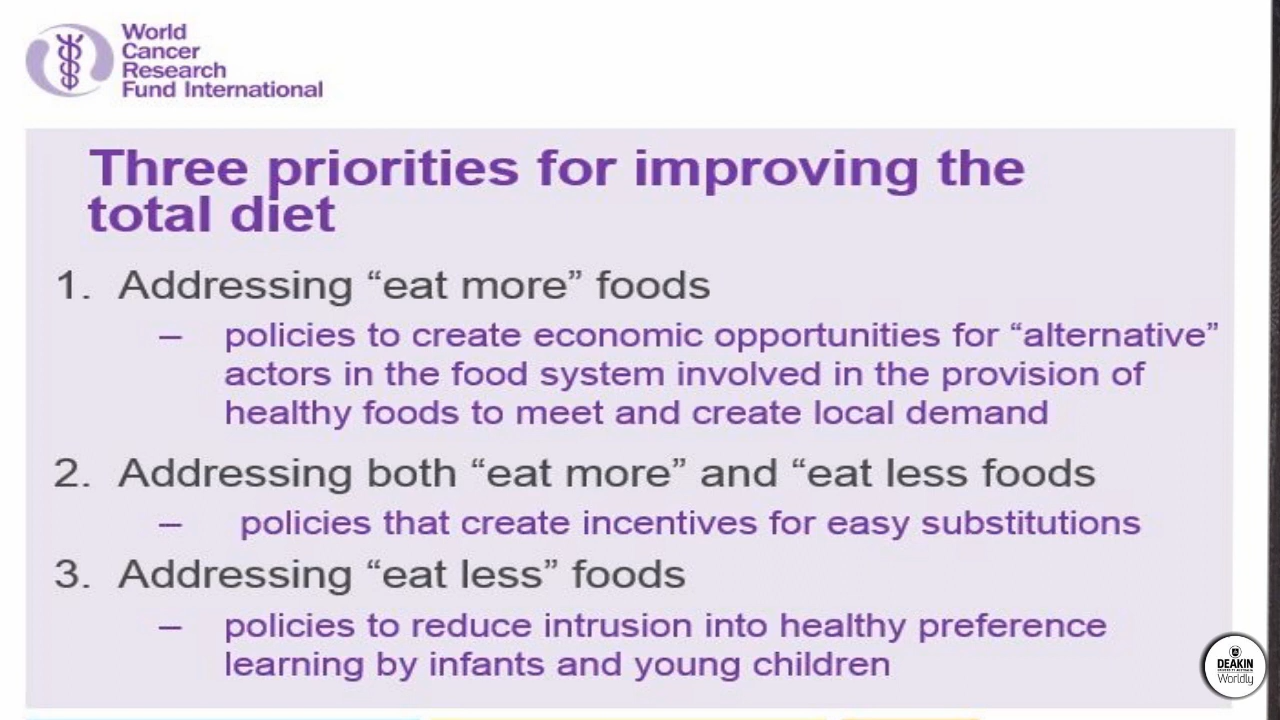 World
Cancer
Research
Fund International
Three priorities for improving the
total diet
1. Addressing “eat more” foods
– policies to create economic opportunities for “alternative”
actors in the food system involved in the provision of
healthy foods to meet and create local demand
2. Addressing both “eat more” and “eat less foods
– policies that create incentives for easy substitutions
3. Addressing “eat less” foods
– policies to reduce intrusion into healthy preference
learning by infants and young children
DEAKIN
Worldly